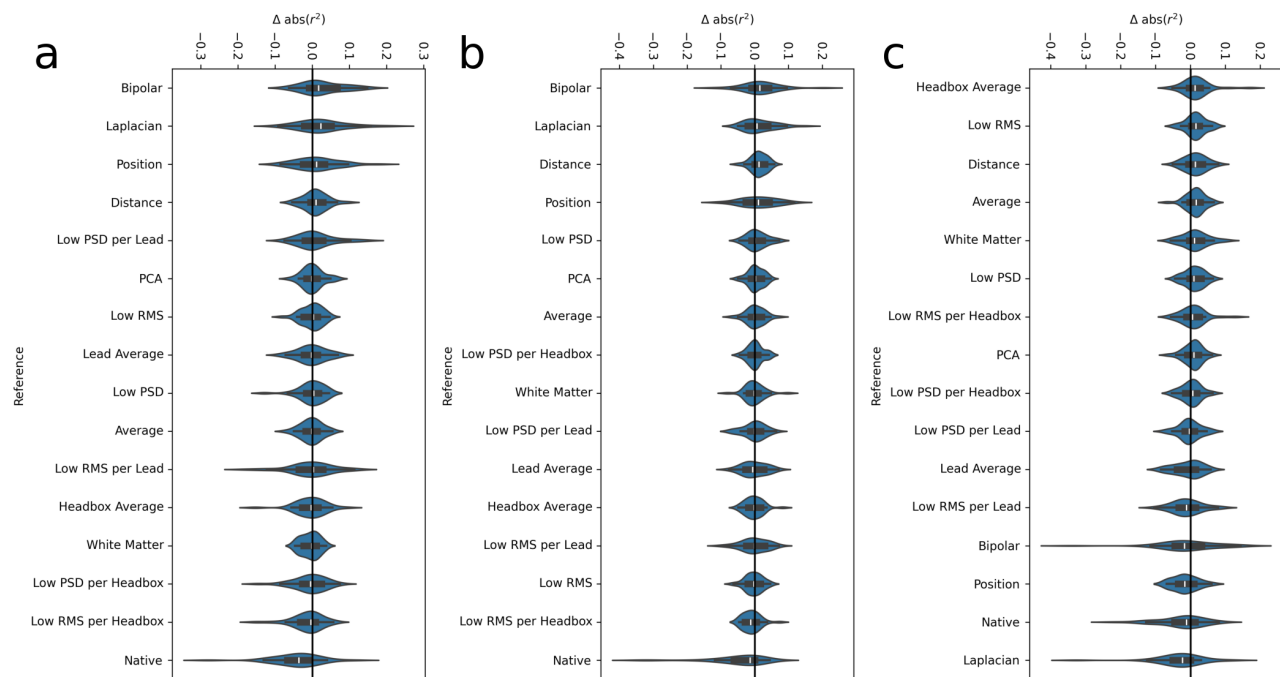 a
Δ abs(r²)
−0.3
−0.2
−0.1
0.0
0.1
0.2
0.3
Reference
Bipolar
Laplacian
Position
Distance
Low PSD per Lead
PCA
Low RMS
Lead Average
Low PSD
Average
Low RMS per Lead
Headbox Average
White Matter
Low PSD per Headbox
Low RMS per Headbox
Native
b
Δ abs(r²)
−0.4
−0.3
−0.2
−0.1
0.0
0.1
0.2
Reference
Bipolar
Laplacian
Distance
Position
Low PSD
PCA
Average
Low PSD per Headbox
White Matter
Low PSD per Lead
Lead Average
Headbox Average
Low RMS per Lead
Low RMS
Low RMS per Headbox
Native
c
Δ abs(r²)
−0.4
−0.3
−0.2
−0.1
0.0
0.1
0.2
Reference
Headbox Average
Low RMS
Distance
Average
White Matter
Low PSD
Low RMS per Headbox
PCA
Low PSD per Headbox
Low PSD per Lead
Lead Average
Low RMS per Lead
Bipolar
Position
Native
Laplacian